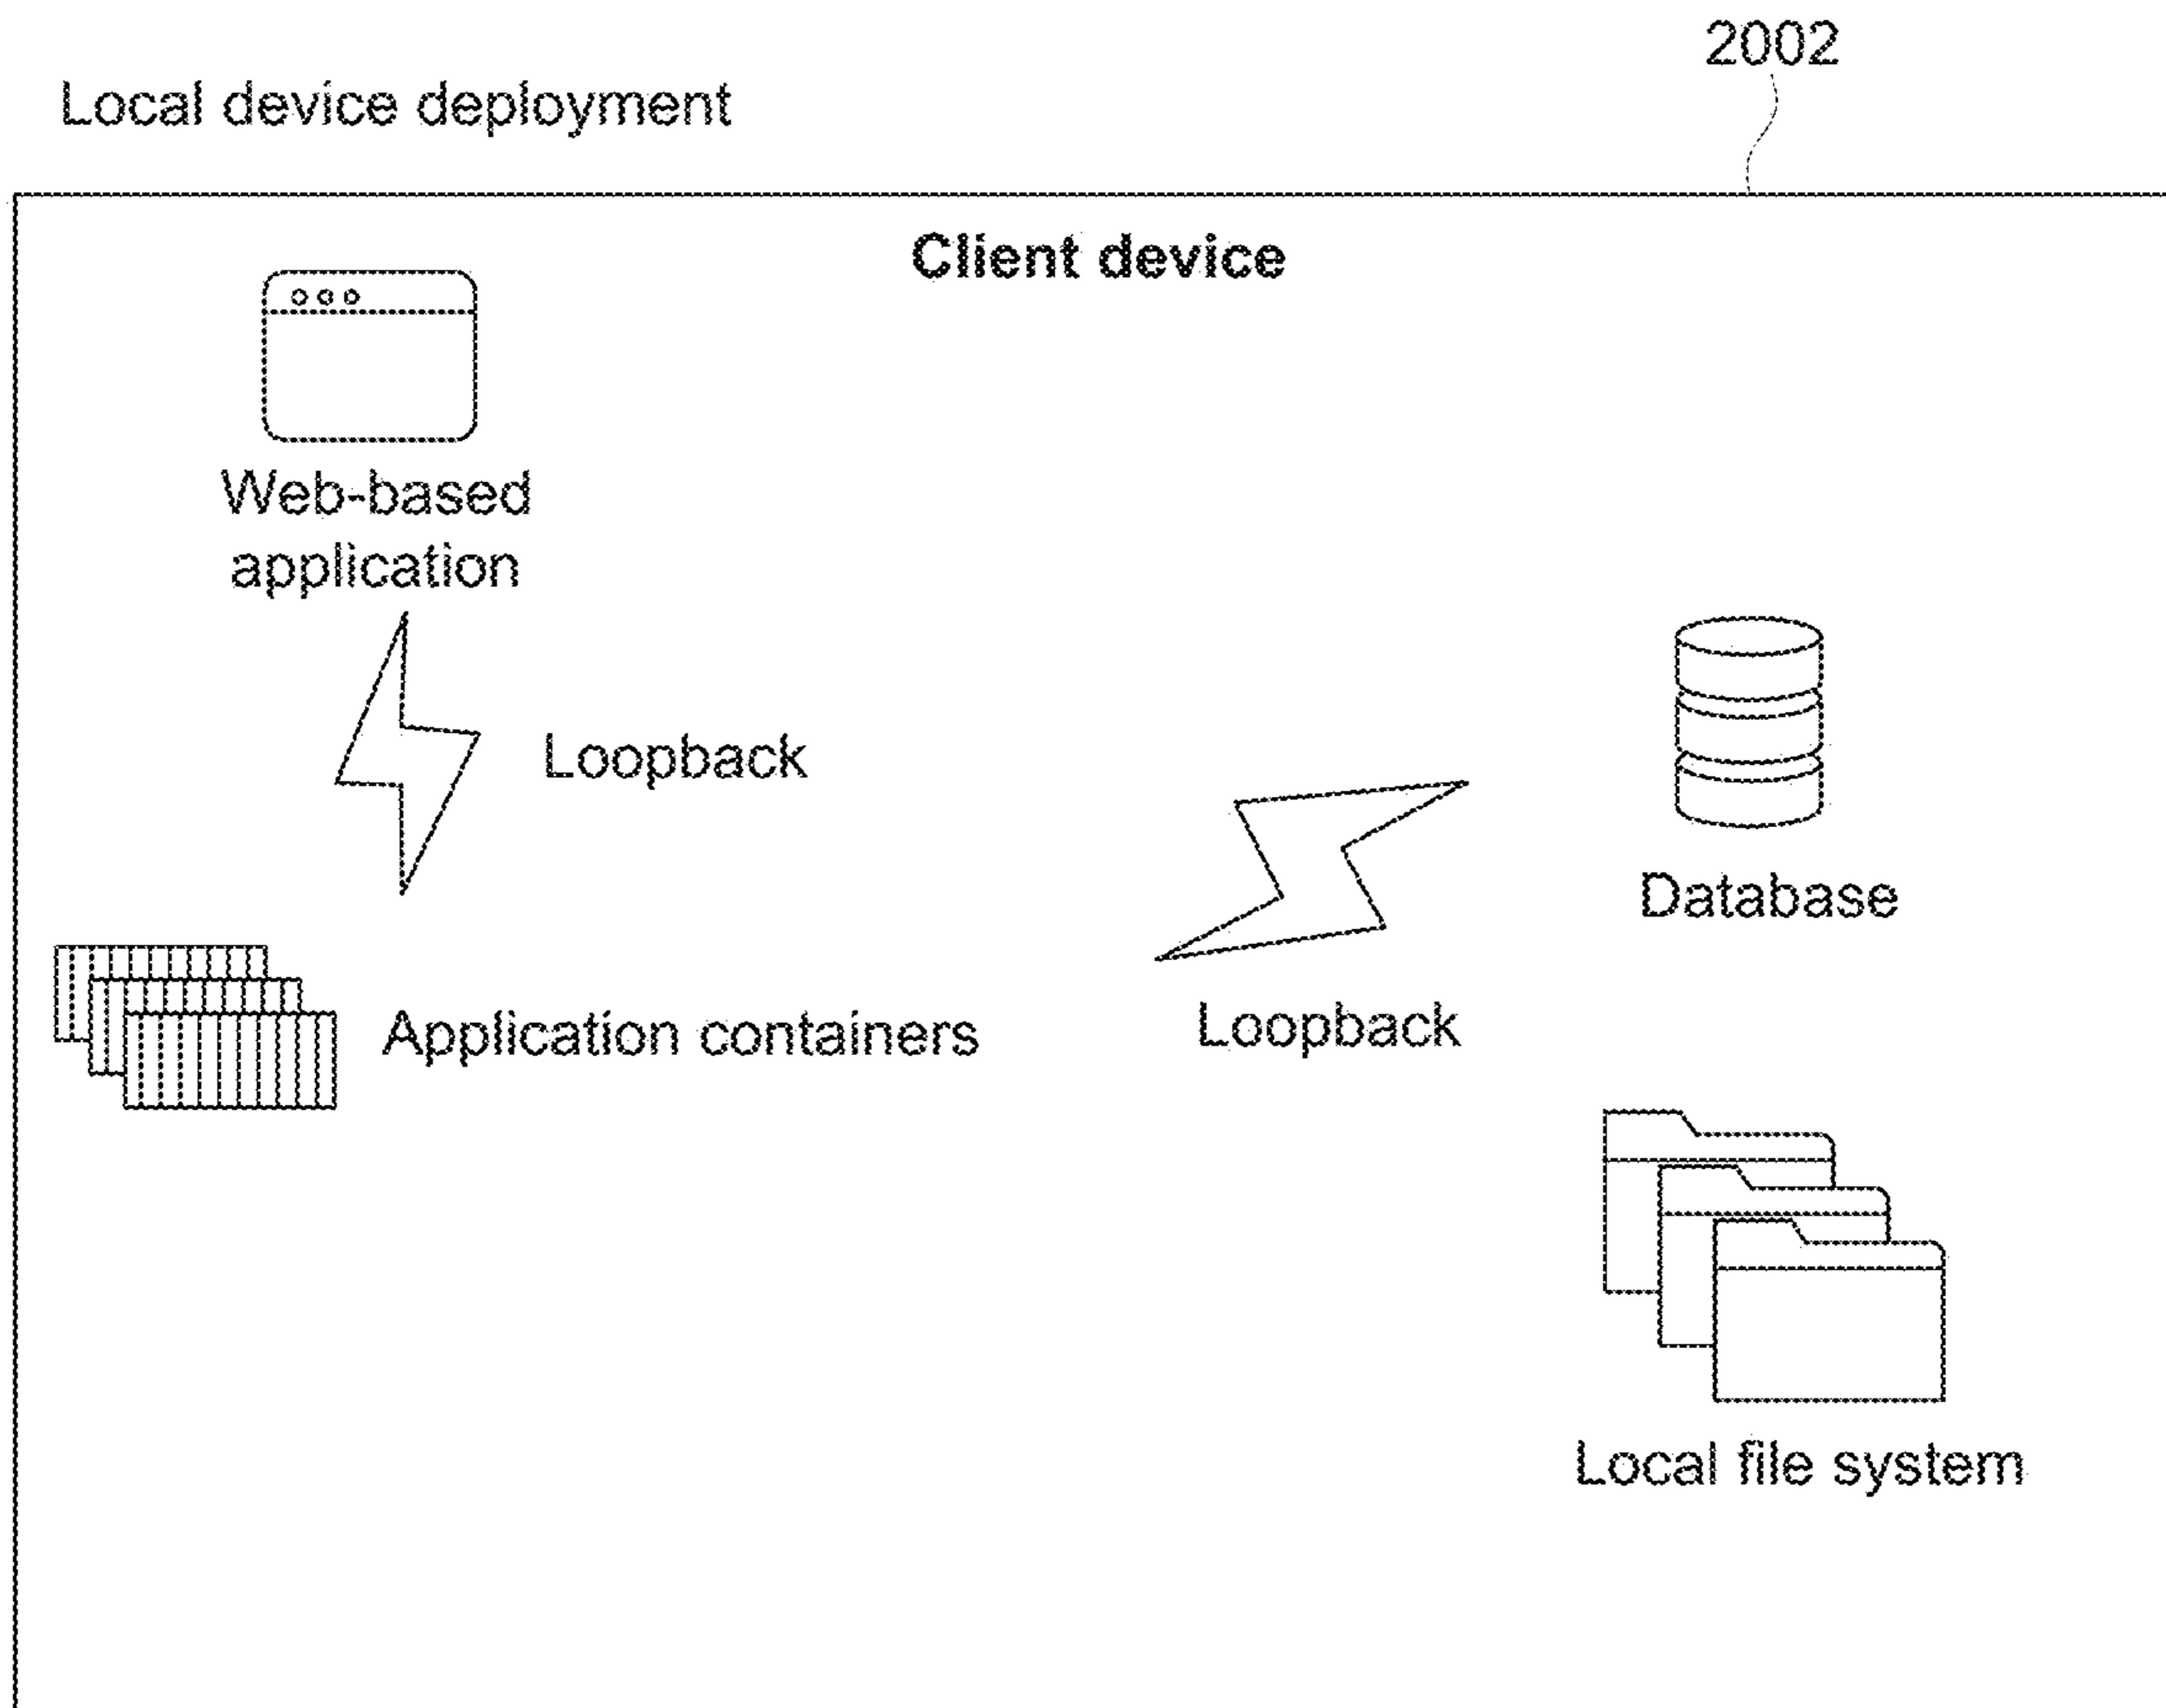 2002
Local device deployment
Client device
Web-based
application
Loopback
Database
Application containers
Loopback
Local file system